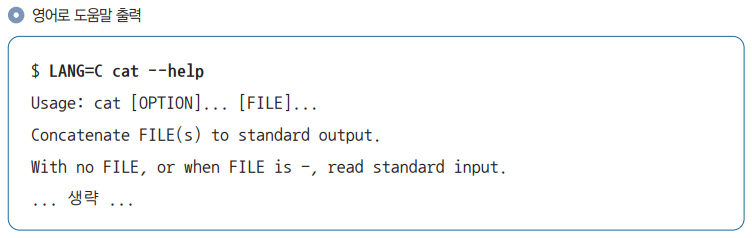 영어로 도움말 출력
$ LANG=C cat --help
Usage: cat [OPTION]... [FILE]...
Concatenate FILE(s) to standard output.
With no FILE, or when FILE is -, read standard input.
... 생략 ...